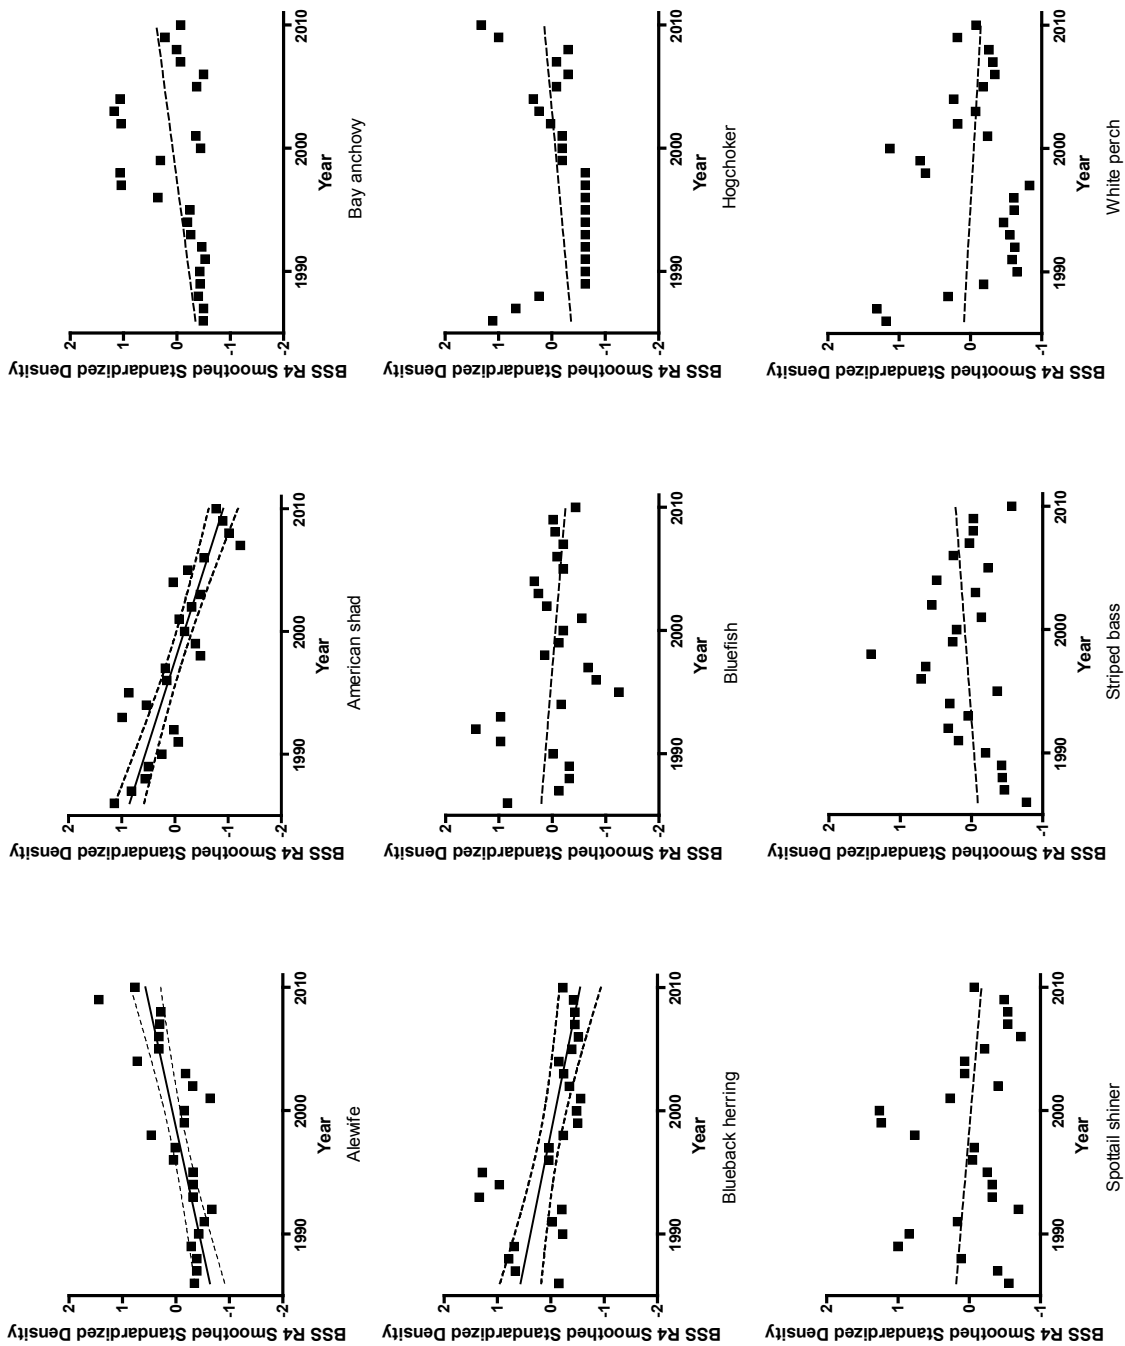 BSS R4 Smoothed Standardized Density
2
1
0
-1
-2
1990 2000 2010
Year
Alewife
BSS R4 Smoothed Standardized Density
2
1
0
-1
-2
1990 2000 2010
Year
American shad
BSS R4 Smoothed Standardized Density
2
1
0
-1
-2
1990 2000 2010
Year
Bay anchovy
BSS R4 Smoothed Standardized Density
2
1
0
-1
-2
1990 2000 2010
Year
Blueback herring
BSS R4 Smoothed Standardized Density
2
1
0
-1
-2
1990 2000 2010
Year
Bluefish
BSS R4 Smoothed Standardized Density
2
1
0
-1
-2
1990 2000 2010
Year
Hogchoker
BSS R4 Smoothed Standardized Density
2
1
0
-1
1990 2000 2010
Year
Spottail shiner
BSS R4 Smoothed Standardized Density
2
1
0
-1
1990 2000 2010
Year
Striped bass
BSS R4 Smoothed Standardized Density
2
1
0
-1
1990 2000 2010
Year
White perch